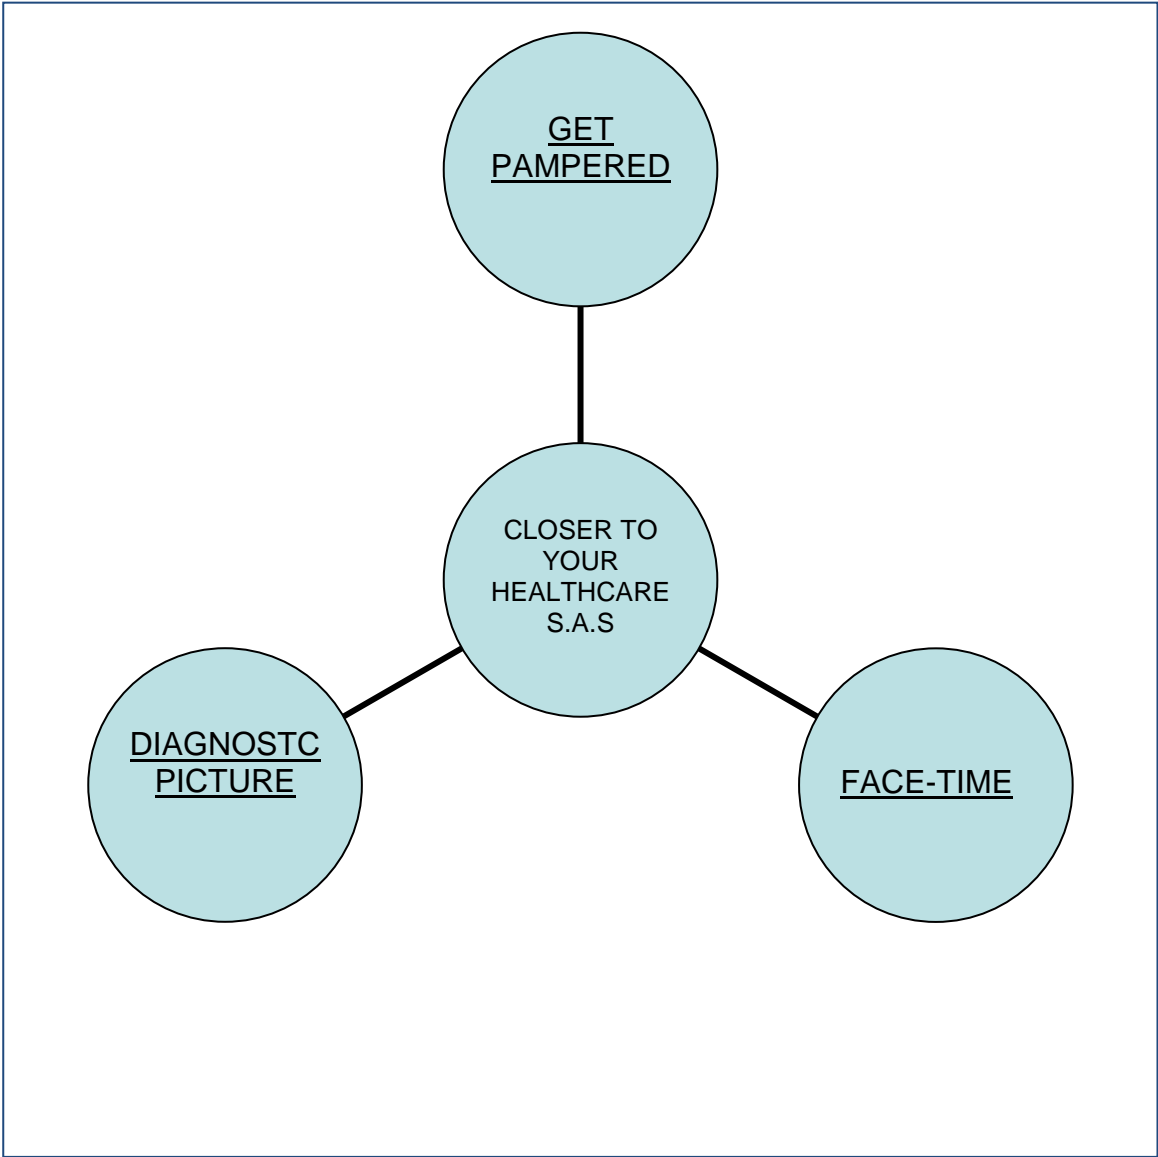 GET
PAMPERED
CLOSER TO
YOUR
HEALTHCARE
S.A.S
DIAGNOSTC
PICTURE
FACE-TIME